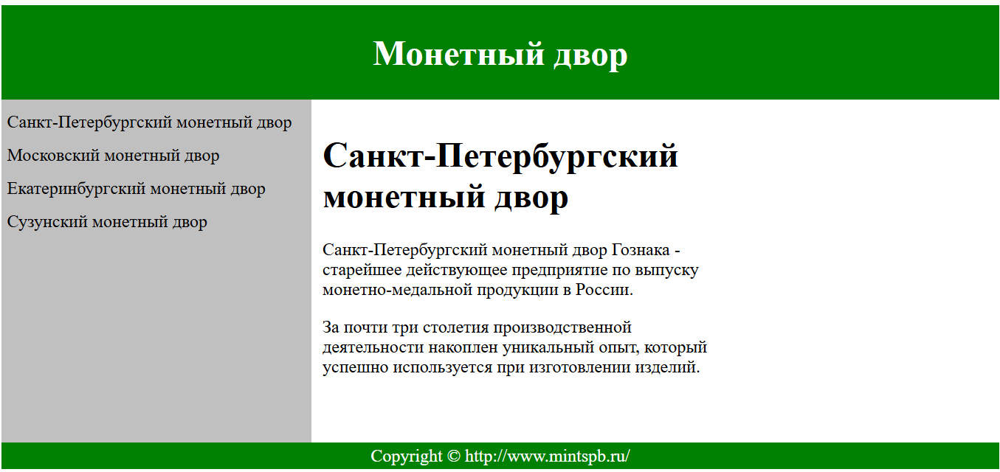 Монетный двор
Санкт-Петербургский монетный двор
Московский монетный двор
Екатеринбургский монетный двор
Сузунский монетный двор
Санкт-Петербургский
монетный двор
Санкт-Петербургский монетный двор Гознака -
старейшее действующее предприятие по выпуску
монетно-медальной продукции в России.
За почти три столетия производственной
деятельности накоплен уникальный опыт, который
успешно используется при изготовлении изделий.
Copyright © http://www.mintspb.ru/